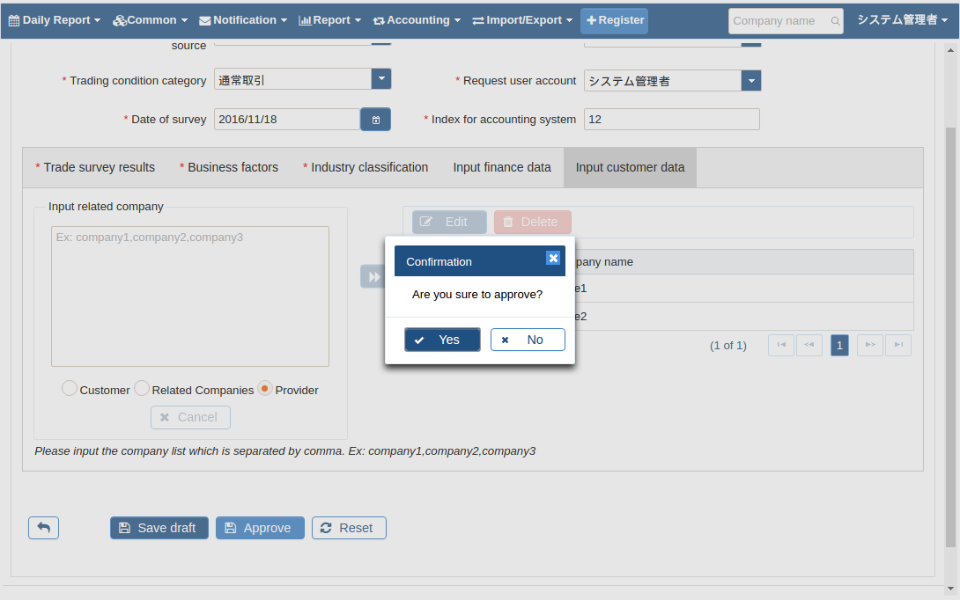 Daily Report Common Notification Report Accounting Import/Export Register Company name システム管理者
source
* Trading condition category 通常取引 * Request user account システム管理者
* Date of survey 2016/11/18 * Index for accounting system 12
* Trade survey results * Business factors * Industry classification Input finance data Input customer data
Input related company
Ex: company1,company2,company3
Edit Delete
Confirmation
pany name
Are you sure to approve?
e1
e2
Yes No
(1 of 1) 1
Customer Related Companies Provider
Cancel
Please input the company list which is separated by comma. Ex: company1,company2,company3
Save draft Approve Reset